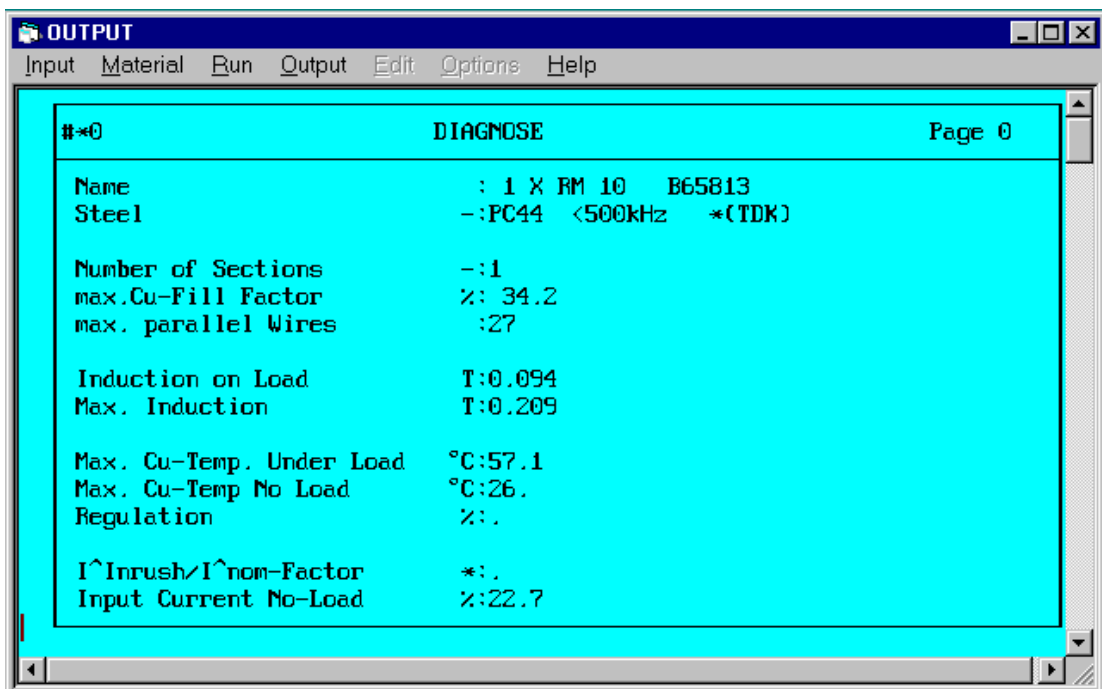 OUTPUT
Input Material Run Output Edit Options Help
#*0 DIAGNOSE Page 0
Name : 1 X RM 10 B65813
Steel -:PC44 <500kHz *(TDK)
Number of Sections -:1
max.Cu-Fill Factor %: 34.2
max. parallel Wires :27
Induction on Load T:0.094
Max. Induction T:0.209
Max. Cu-Temp. Under Load °C:57.1
Max. Cu-Temp No Load °C:26.
Regulation %:.
I^Inrush/I^nom-Factor *:.
Input Current No-Load %:22.7